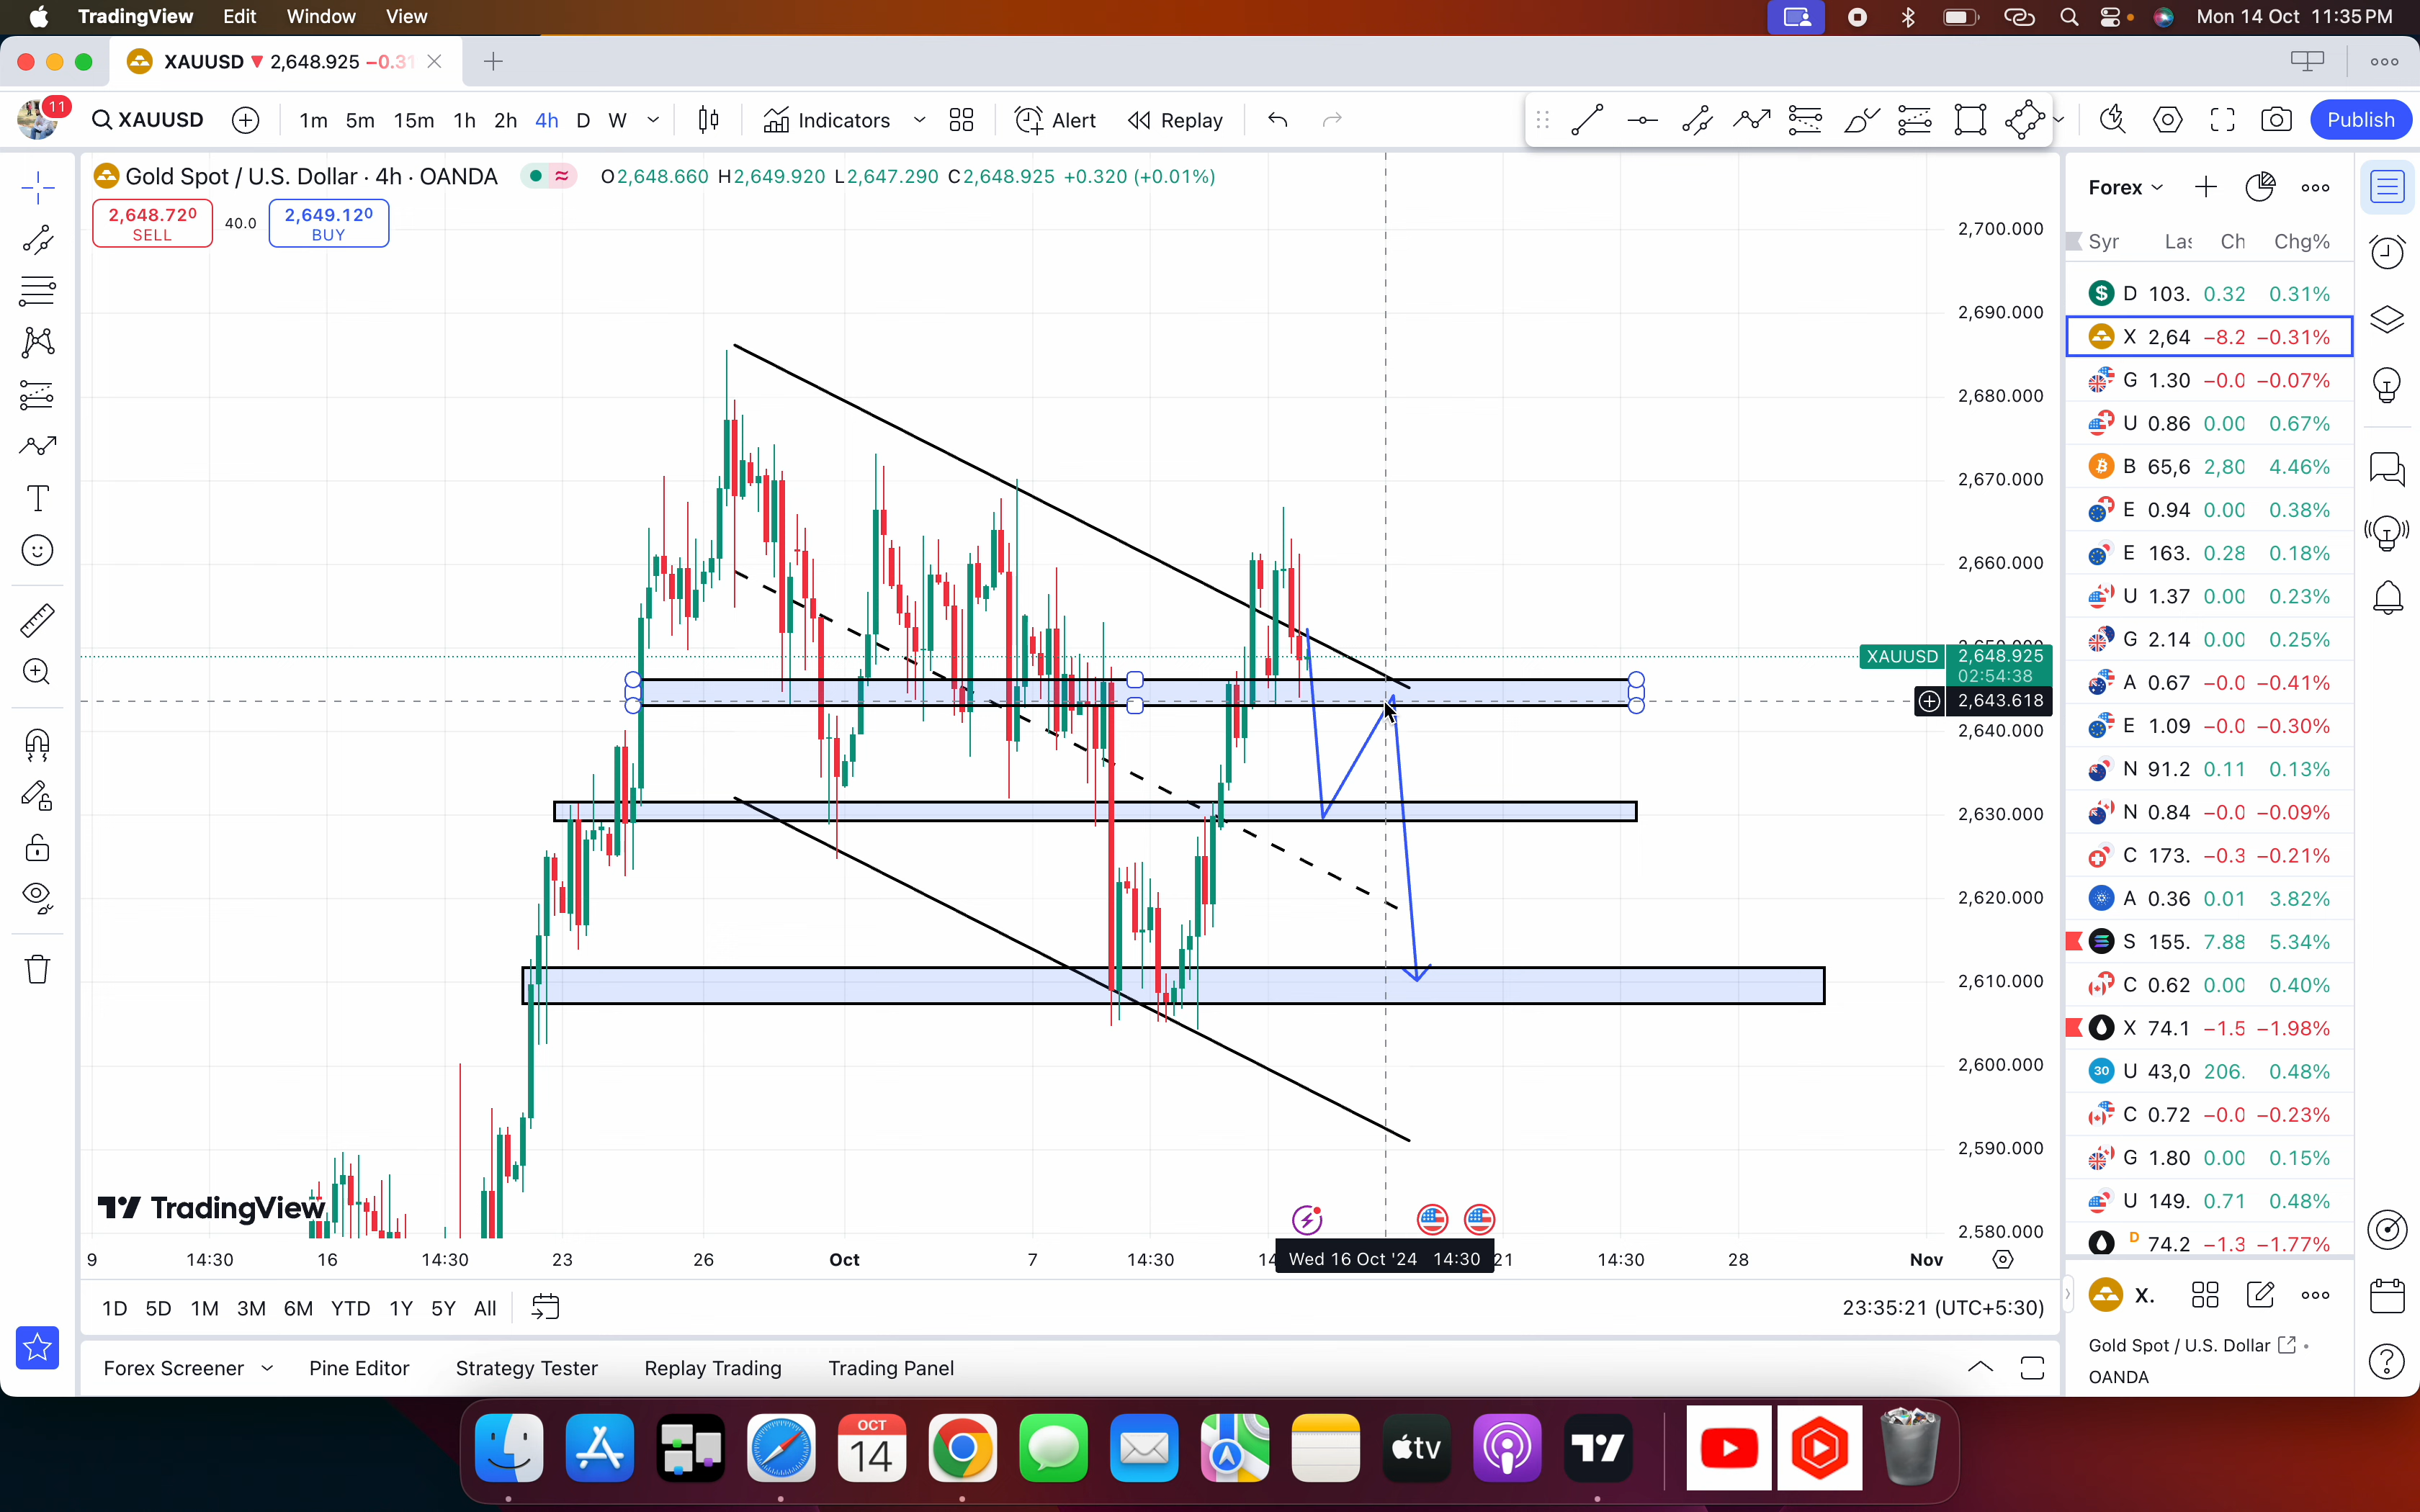 TradingView Edit Window View Mon 14 Oct 11:35 PM
XAUUSD ▼ 2,648.925 −0.31
11 XAUUSD 1m 5m 15m 1h 2h 4h D W Indicators Alert Replay Publish
Gold Spot / U.S. Dollar · 4h · OANDA O2,648.660 H2,649.920 L2,647.290 C2,648.925 +0.320 (+0.01%)
2,648.720 SELL
40.0
2,649.120 BUY
2,700.000
2,690.000
2,680.000
2,670.000
2,660.000
XAUUSD 2,648.925
02:54:38
2,643.618
2,640.000
2,630.000
2,620.000
2,610.000
2,600.000
2,590.000
2,580.000
TradingView
9 14:30 16 14:30 23 26 Oct 7 14:30 14 Wed 16 Oct '24 14:30 21 14:30 28 Nov
1D 5D 1M 3M 6M YTD 1Y 5Y All 23:35:21 (UTC+5:30)
Forex Screener Pine Editor Strategy Tester Replay Trading Trading Panel
Forex
Syr Las Ch Chg%
D 103. 0.32 0.31%
X 2,64 −8.2 −0.31%
G 1.30 −0.0 −0.07%
U 0.86 0.00 0.67%
B 65,6 2,80 4.46%
E 0.94 0.00 0.38%
E 163. 0.28 0.18%
U 1.37 0.00 0.23%
G 2.14 0.00 0.25%
A 0.67 −0.0 −0.41%
E 1.09 −0.0 −0.30%
N 91.2 0.11 0.13%
N 0.84 −0.0 −0.09%
C 173. −0.3 −0.21%
A 0.36 0.01 3.82%
S 155. 7.88 5.34%
C 0.62 0.00 0.40%
X 74.1 −1.5 −1.98%
30 U 43,0 206. 0.48%
C 0.72 −0.0 −0.23%
G 1.80 0.00 0.15%
U 149. 0.71 0.48%
D 74.2 −1.3 −1.77%
X.
Gold Spot / U.S. Dollar
OANDA
OCT
14
tv